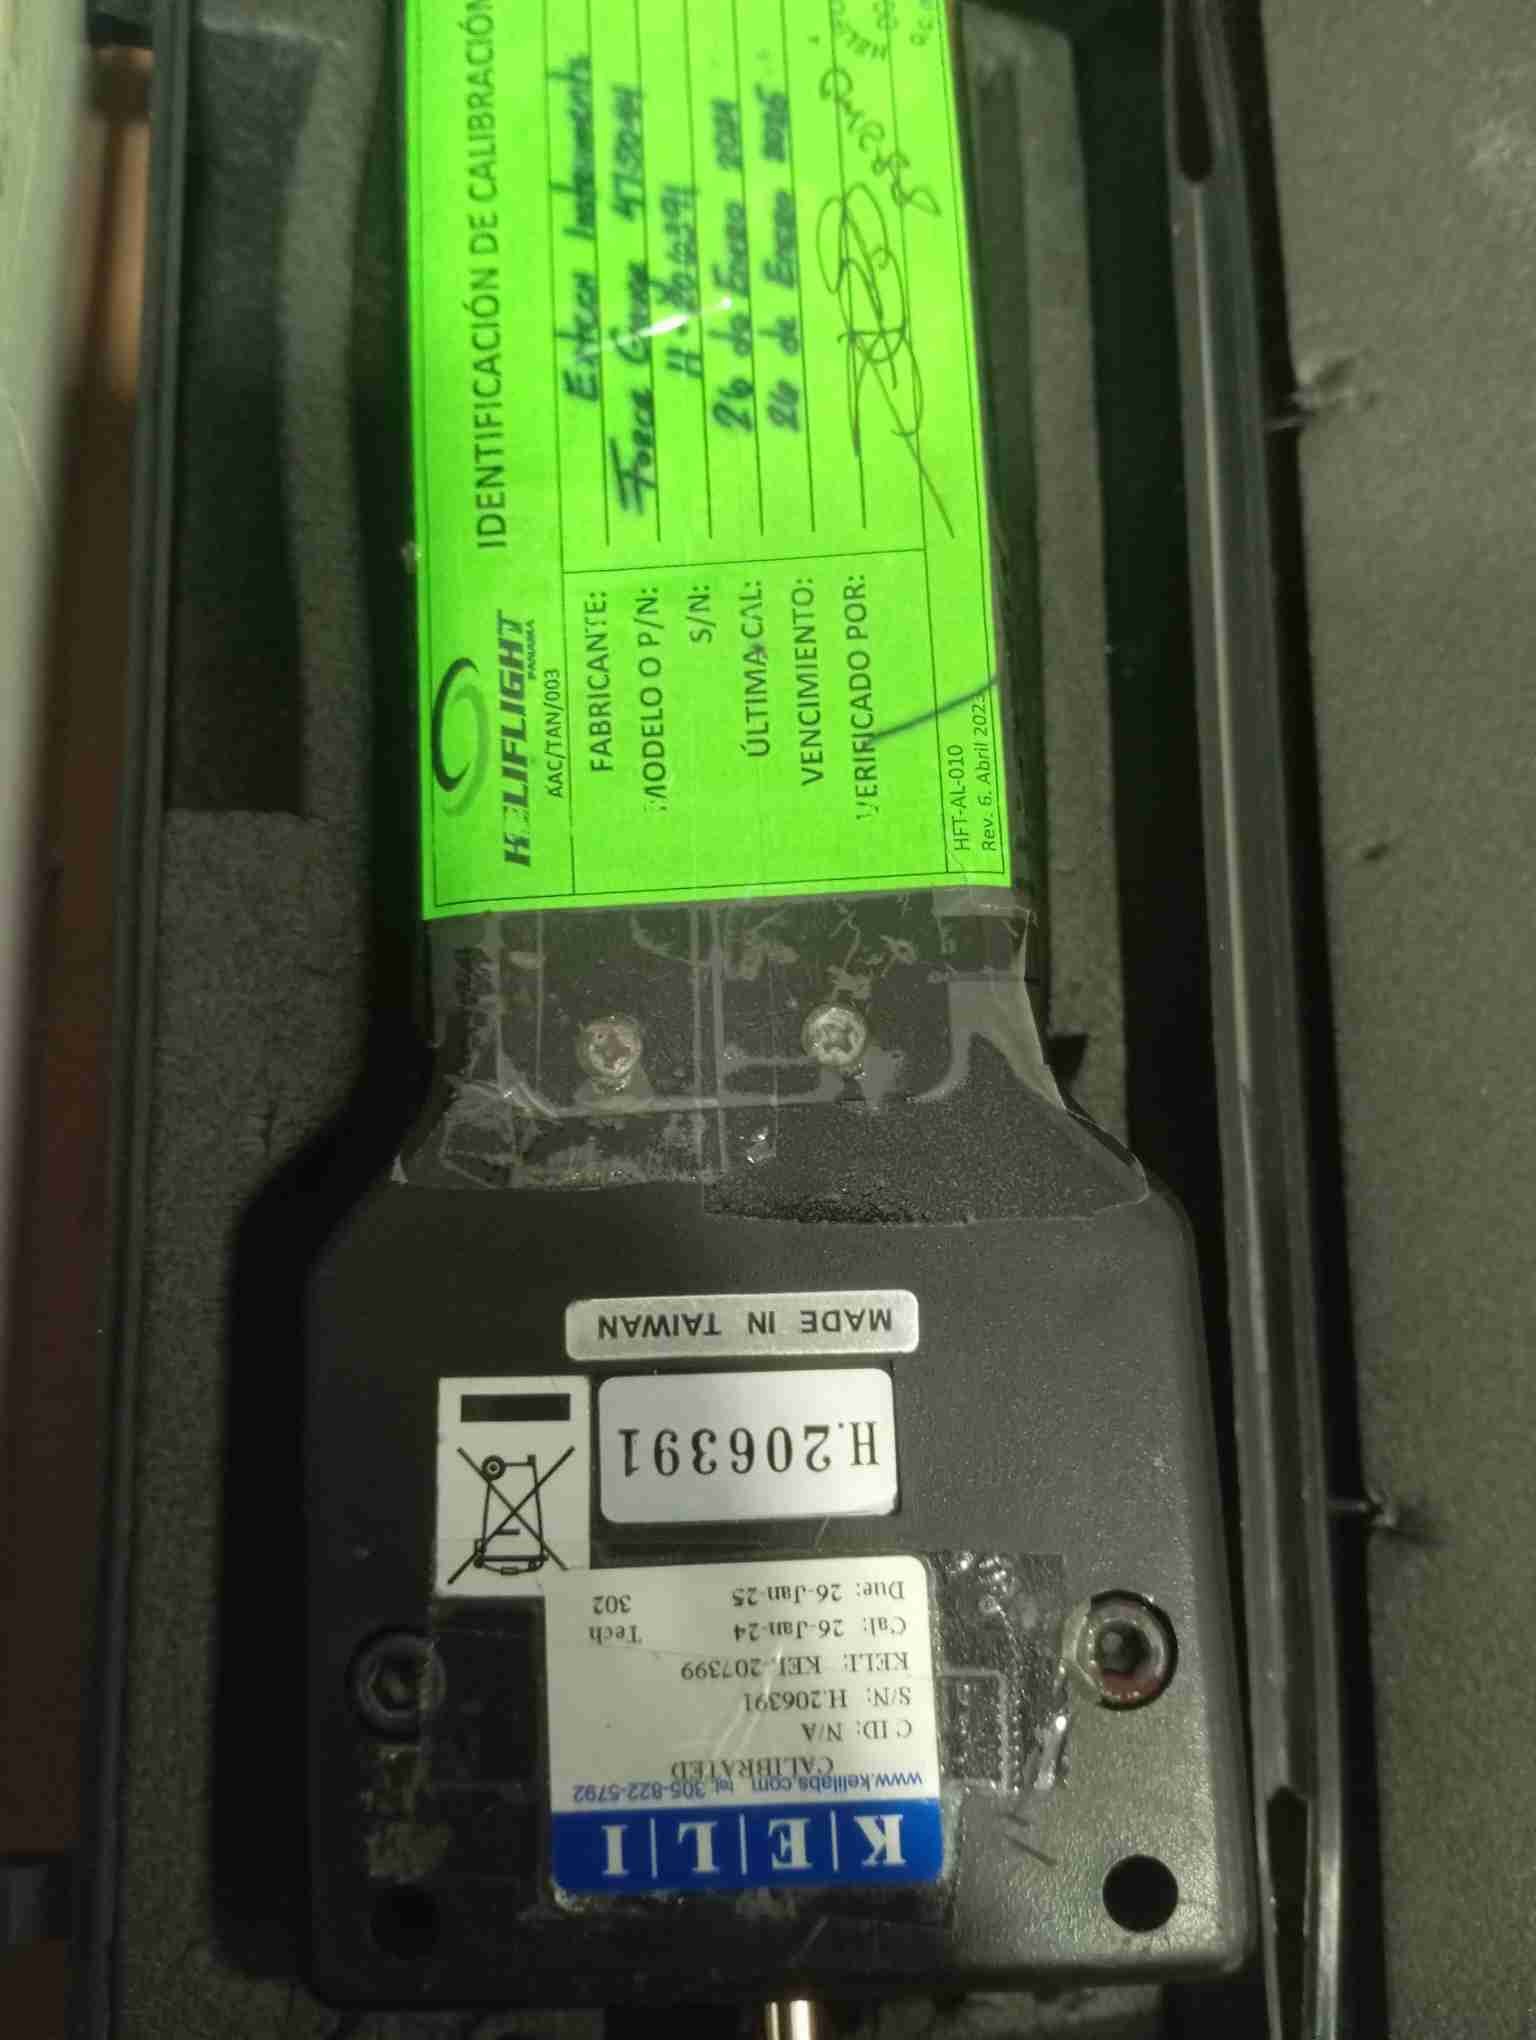 IDENTIFICACIÓN DE CALIBRACIÓN
HELIFLIGHT
PANAMA
AAC/TAN/003
FABRICANTE: Extech Instruments
MODELO O P/N: Force Gauge 475044
S/N: H.206391
ÚLTIMA CAL: 26 de Enero 2024
VENCIMIENTO: 26 de Enero 2025
VERIFICADO POR:
HFT-AL-010
Rev. 6. Abril 2023
MADE IN TAIWAN
H.206391
K|E|L|I
www.kelilabs.com tel. 305-822-5792
CALIBRATED
C ID: N/A
S/N: H.206391
KELI: KEL-207399
Cal: 26-Jan-24 Tech
Due: 26-Jan-25 302